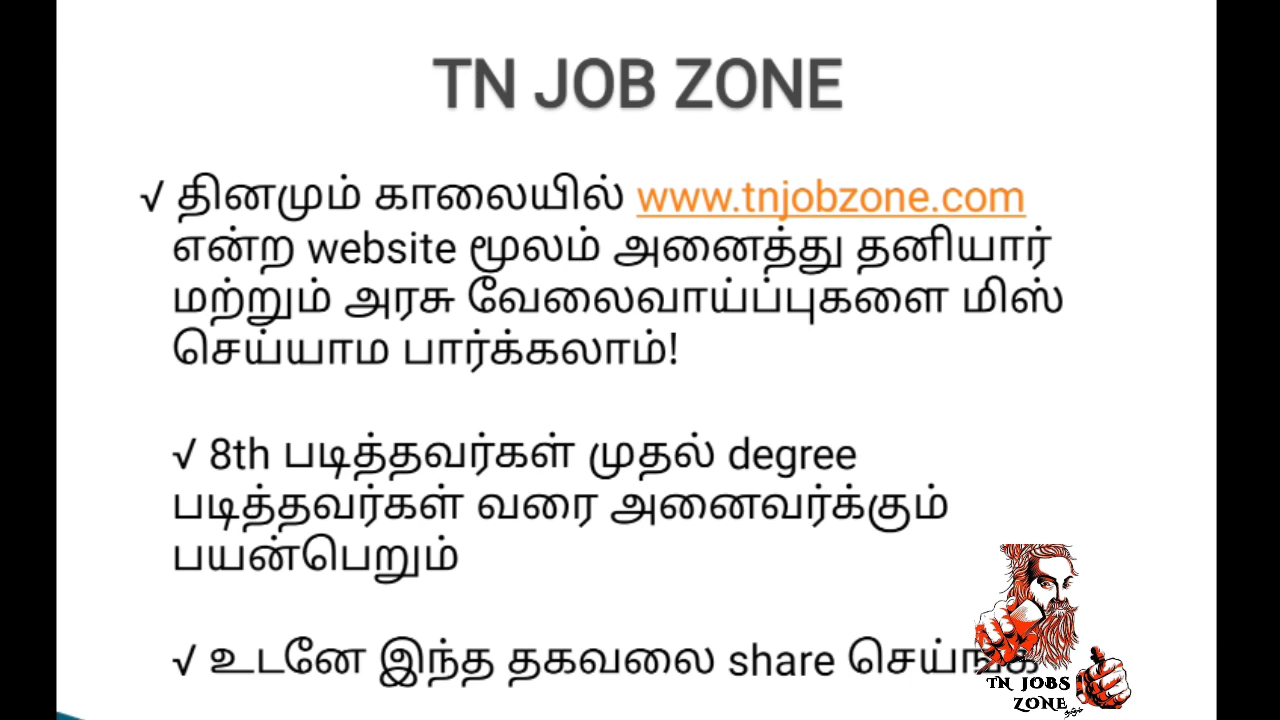 TN JOB ZONE
√ தினமும் காலையில் www.tnjobzone.com
என்ற website மூலம் அனைத்து தனியார்
மற்றும் அரசு வேலைவாய்ப்புகளை மிஸ்
செய்யாம பார்க்கலாம்!
√ 8th படித்தவர்கள் முதல் degree
படித்தவர்கள் வரை அனைவர்க்கும்
பயன்பெறும்
√ உடனே இந்த தகவலை share
TN JOBS
ZONE